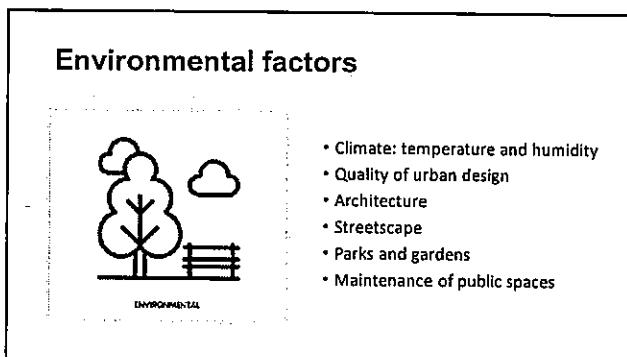 Environmental factors
• Climate: temperature and humidity
• Quality of urban design
• Architecture
• Streetscape
• Parks and gardens
• Maintenance of public spaces
ENVIRONMENTAL